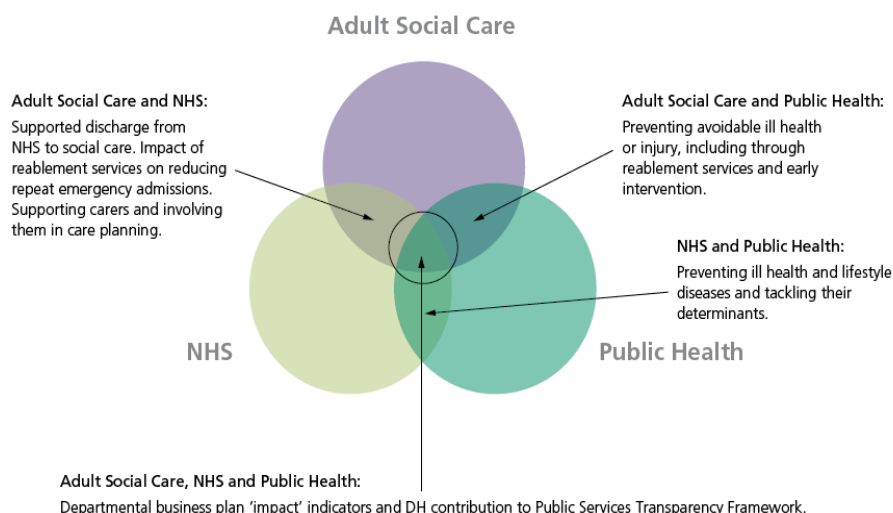 Adult Social Care
Adult Social Care and NHS:
Supported discharge from
NHS to social care. Impact of
reablement services on reducing
repeat emergency admissions.
Supporting carers and involving
them in care planning.
Adult Social Care and Public Health:
Preventing avoidable ill health
or injury, including through
reablement services and early
intervention.
NHS and Public Health:
Preventing ill health and lifestyle
diseases and tackling their
determinants.
NHS
Public Health
Adult Social Care, NHS and Public Health:
Departmental business plan ‘impact’ indicators and DH contribution to Public Services Transparency Framework.